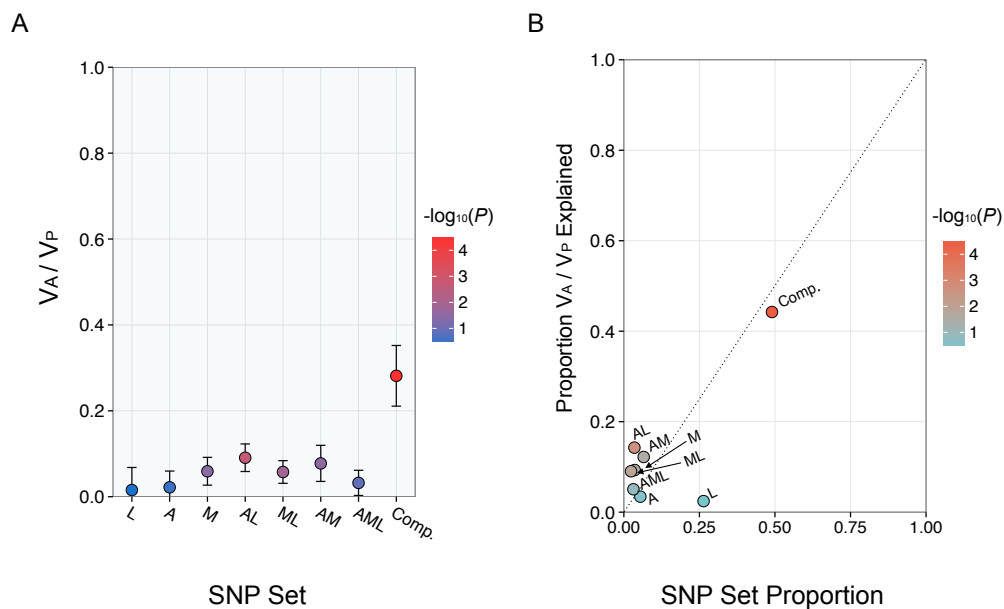 A
B
1.0
0.8
0.6
0.4
0.2
0.0
VA / VP
L
A
M
AL
ML
AM
AML
Comp.
SNP Set
-log₁₀(P)
4
3
2
1
1.0
0.8
0.6
0.4
0.2
0.0
Proportion VA / VP Explained
Comp.
AL
AM
M
ML
AML
A
L
0.00
0.25
0.50
0.75
1.00
SNP Set Proportion
-log₁₀(P)
4
3
2
1